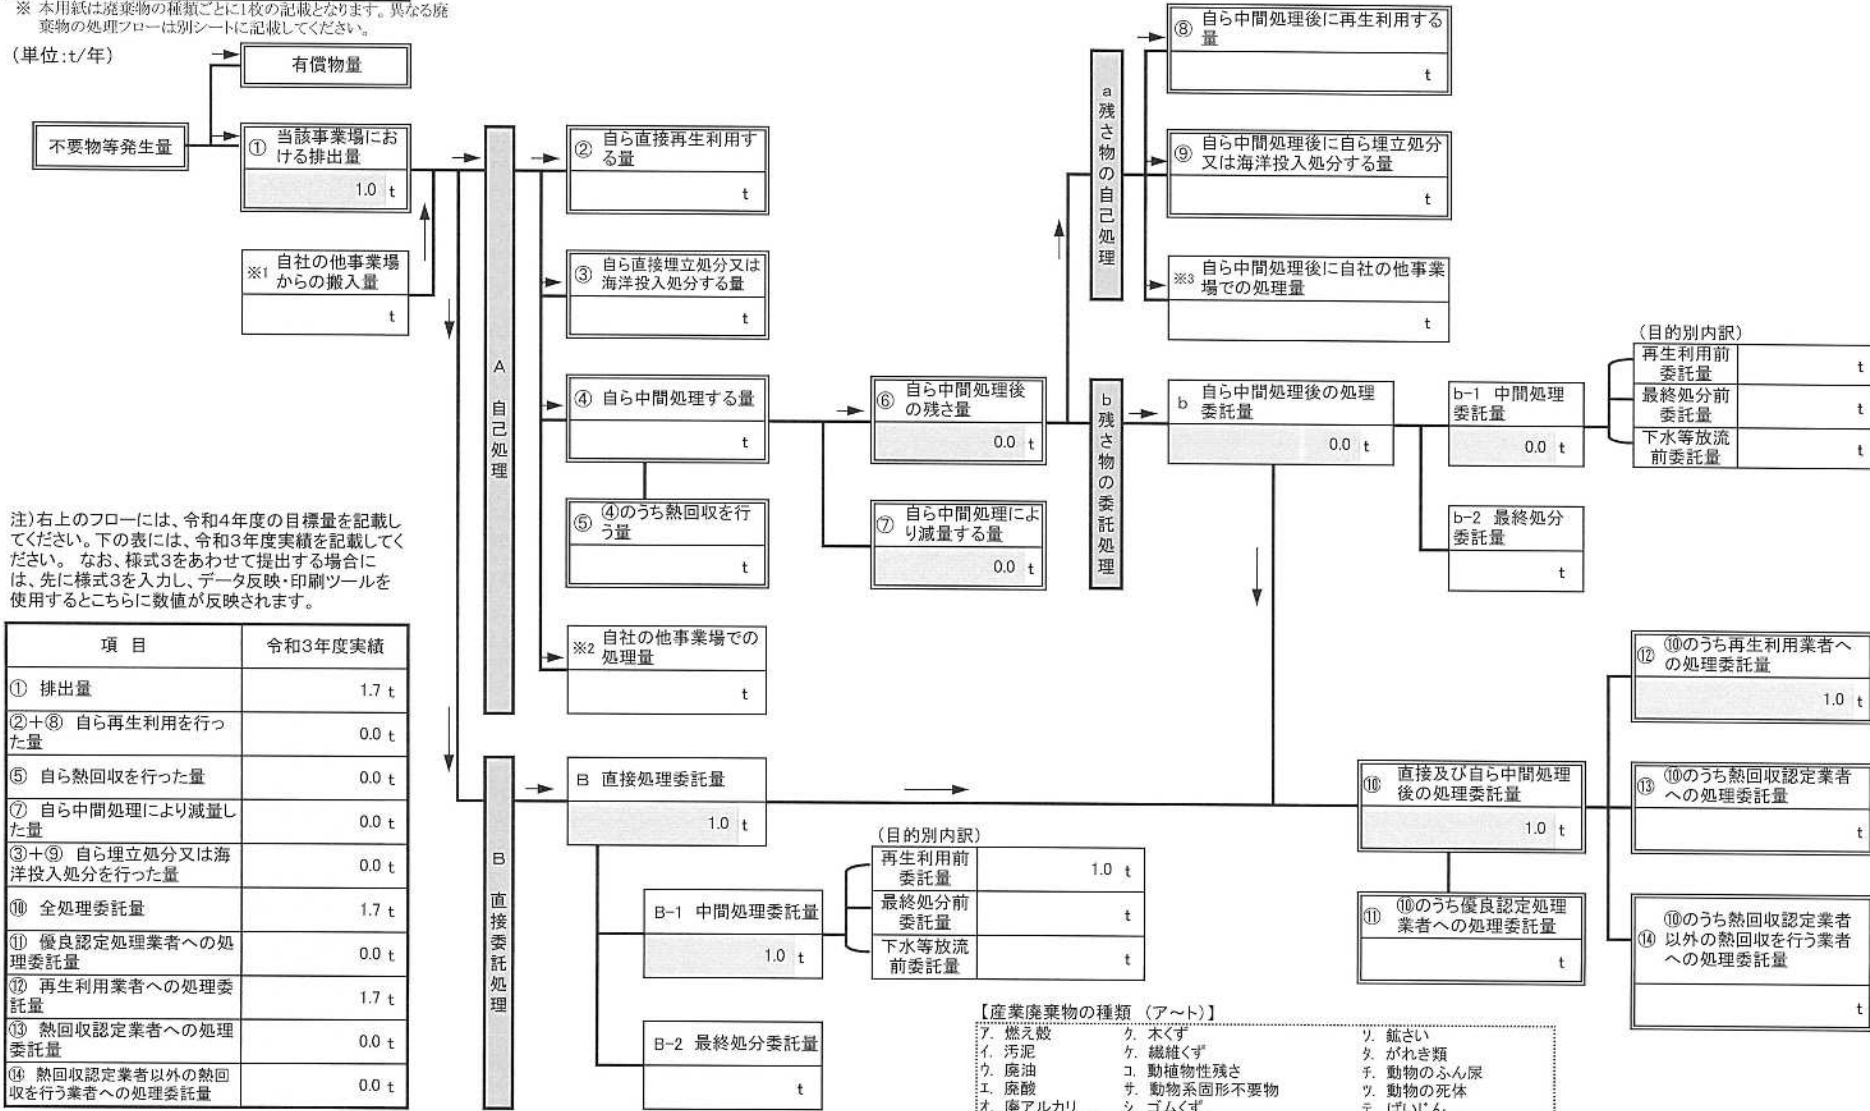 ※ 本用紙は廃棄物の種類ごとに1枚の記載となります。異なる廃
棄物の処理フローは別シートに記載してください。
(単位:t/年)
有償物量
不要物等発生量
① 当該事業場にお
ける排出量
1.0 t
※1 自社の他事業場
からの搬入量
t
A 自己処理
② 自ら直接再生利用す
る量
t
③ 自ら直接埋立処分又は
海洋投入処分する量
t
④ 自ら中間処理する量
t
⑤ ④のうち熱回収を行
う量
t
※2 自社の他事業場での
処理量
t
⑥ 自ら中間処理後
の残さ量
0.0 t
⑦ 自ら中間処理によ
り減量する量
0.0 t
a 残さ物の自己処理
⑧ 自ら中間処理後に再生利用する
量
t
⑨ 自ら中間処理後に自ら埋立処分
又は海洋投入処分する量
t
※3 自ら中間処理後に自社の他事業
場での処理量
t
b 残さ物の委託処理
b 自ら中間処理後の処理
委託量
0.0 t
b-1 中間処理
委託量
0.0 t
b-2 最終処分
委託量
t
(目的別内訳)
再生利用前
委託量
t
最終処分前
委託量
t
下水等放流
前委託量
t
注)右上のフローには、令和4年度の目標量を記載し
てください。下の表には、令和3年度実績を記載してく
ださい。 なお、様式3をあわせて提出する場合に
は、先に様式3を入力し、データ反映・印刷ツールを
使用するとこちらに数値が反映されます。
項 目 令和3年度実績
① 排出量 1.7 t
②+⑧ 自ら再生利用を行っ
た量 0.0 t
⑤ 自ら熱回収を行った量 0.0 t
⑦ 自ら中間処理により減量し
た量 0.0 t
③+⑨ 自ら埋立処分又は海
洋投入処分を行った量 0.0 t
⑩ 全処理委託量 1.7 t
⑪ 優良認定処理業者への処
理委託量 0.0 t
⑫ 再生利用業者への処理委
託量 1.7 t
⑬ 熱回収認定業者への処理
委託量 0.0 t
⑭ 熱回収認定業者以外の熱回
収を行う業者への処理委託量 0.0 t
B 直接委託処理
B 直接処理委託量
1.0 t
B-1 中間処理委託量
1.0 t
B-2 最終処分委託量
t
(目的別内訳)
再生利用前
委託量
1.0 t
最終処分前
委託量
t
下水等放流
前委託量
t
⑩ 直接及び自ら中間処理
後の処理委託量
1.0 t
⑪ ⑩のうち優良認定処理
業者への処理委託量
t
⑫ ⑩のうち再生利用業者へ
の処理委託量
1.0 t
⑬ ⑩のうち熱回収認定業者
への処理委託量
t
⑭ ⑩のうち熱回収認定業者
以外の熱回収を行う業者
への処理委託量
t
【産業廃棄物の種類 (ア~ト)】
ア. 燃え殻 ク. 木くず ソ. 鉱さい
イ. 汚泥 ケ. 繊維くず タ. がれき類
ウ. 廃油 コ. 動植物性残さ チ. 動物のふん尿
エ. 廃酸 サ. 動物系固形不要物 ツ. 動物の死体
オ. 廃アルカリ シ. ゴムくず テ. ばいじん